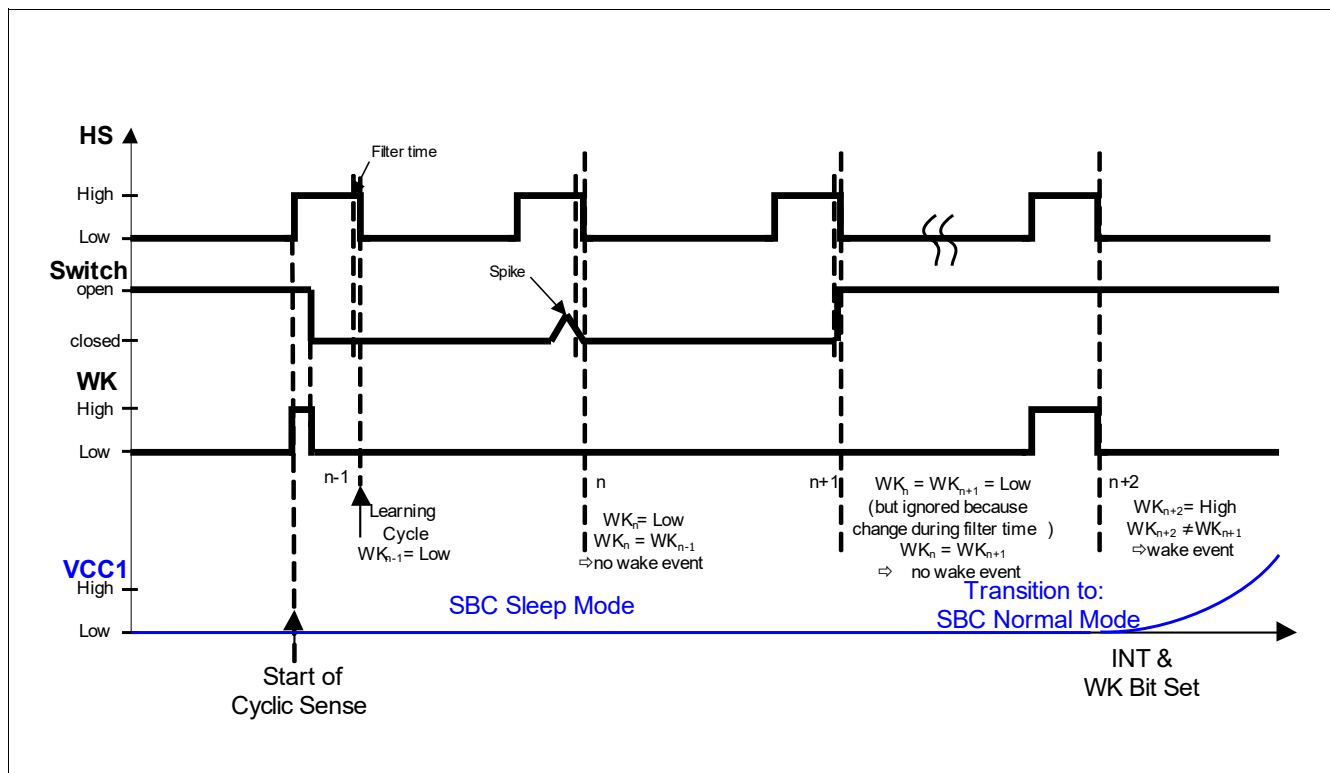 HS
Filter time
High
Low
Switch
open
Spike
closed
WK
High
Low
n-1
n
n+1
n+2
Learning
Cycle
WKn-1 = Low
WKn = Low
WKn = WKn-1
⇨no wake event
WKn = WKn+1 = Low
(but ignored because
change during filter time )
WKn = WKn+1
⇨ no wake event
WKn+2 = High
WKn+2 ≠ WKn+1
⇨wake event
VCC1
High
Low
SBC Sleep Mode
Transition to:
SBC Normal Mode
Start of
Cyclic Sense
INT &
WK Bit Set